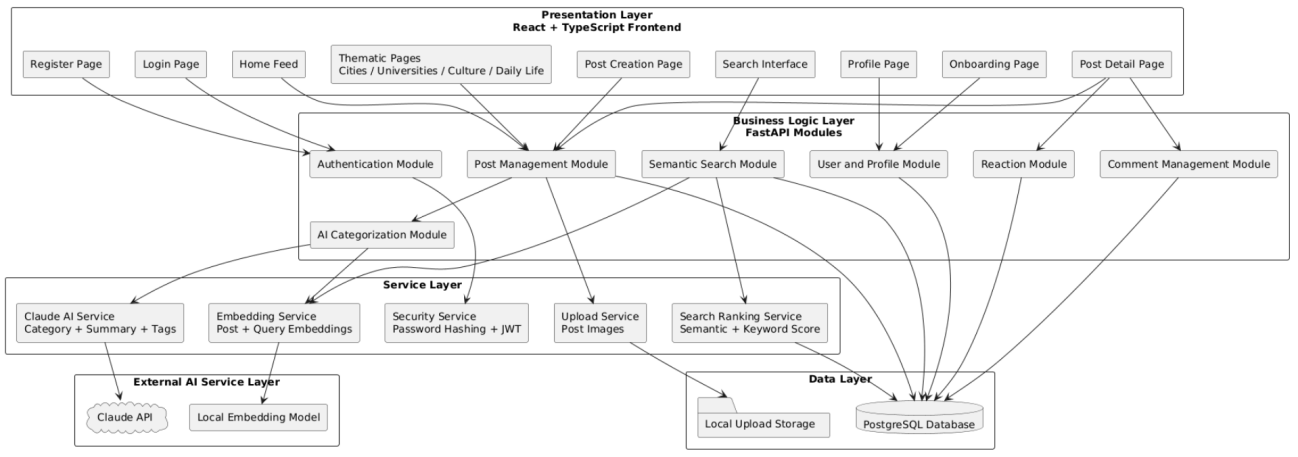 Presentation Layer
React + TypeScript Frontend
Register Page
Login Page
Home Feed
Thematic Pages
Cities / Universities / Culture / Daily Life
Post Creation Page
Search Interface
Profile Page
Onboarding Page
Post Detail Page
Business Logic Layer
FastAPI Modules
Authentication Module
Post Management Module
Semantic Search Module
User and Profile Module
Reaction Module
Comment Management Module
AI Categorization Module
Service Layer
Claude AI Service
Category + Summary + Tags
Embedding Service
Post + Query Embeddings
Security Service
Password Hashing + JWT
Upload Service
Post Images
Search Ranking Service
Semantic + Keyword Score
External AI Service Layer
Claude API
Local Embedding Model
Data Layer
Local Upload Storage
PostgreSQL Database